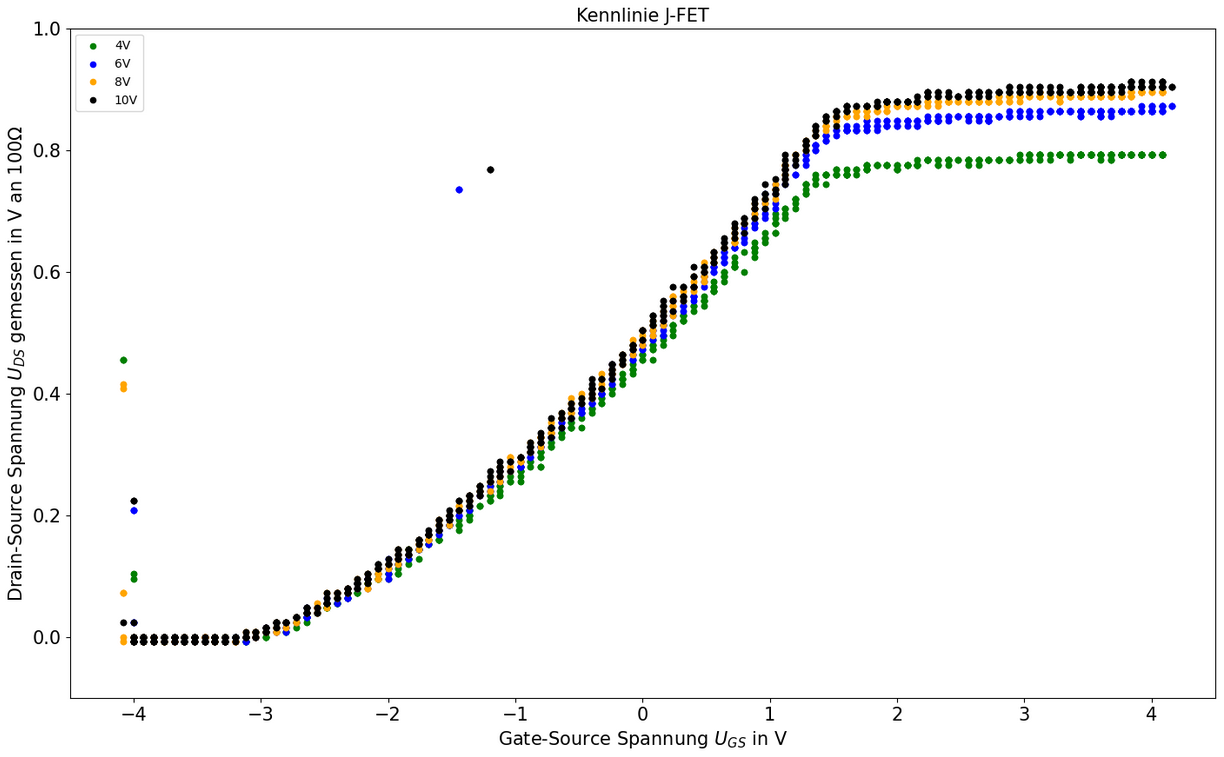 Kennlinie J-FET
4V
6V
8V
10V
Drain-Source Spannung U_DS gemessen in V an 100Ω
1.0
0.8
0.6
0.4
0.2
0.0
−4 −3 −2 −1 0 1 2 3 4
Gate-Source Spannung U_GS in V